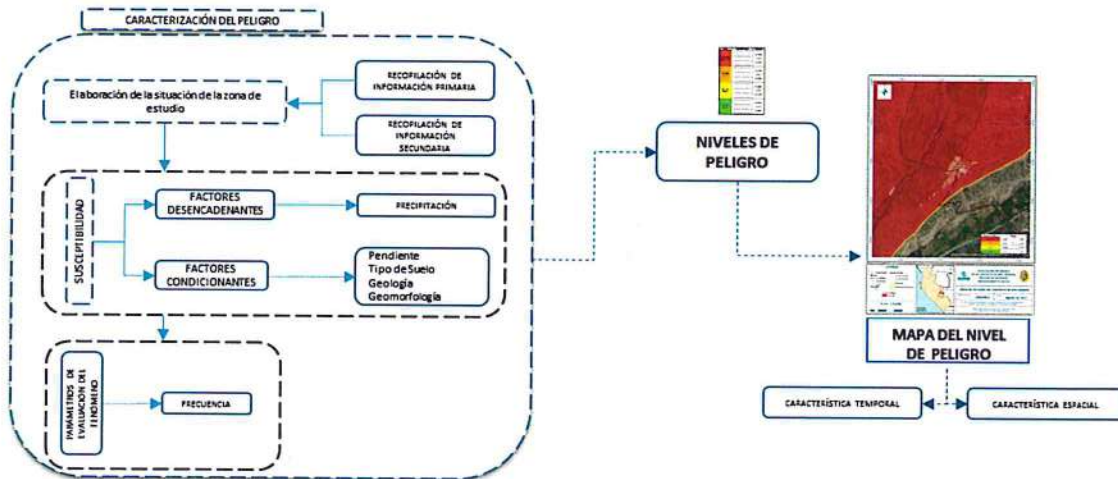 CARACTERIZACIÓN DEL PELIGRO
Elaboración de la situación de la zona de
estudio
RECOPILACIÓN DE
INFORMACIÓN PRIMARIA
RECOPILACIÓN DE
INFORMACIÓN
SECUNDARIA
SUSCEPTIBILIDAD
FACTORES
DESENCADENANTES
PRECIPITACIÓN
FACTORES
CONDICIONANTES
Pendiente
Tipo de Suelo
Geología
Geomorfología
PARÁMETROS DE
EVALUACION DEL
FENOMENO
FRECUENCIA
NIVELES DE
PELIGRO
MAPA DEL NIVEL
DE PELIGRO
CARACTERÍSTICA TEMPORAL
CARACTERÍSTICA ESPACIAL